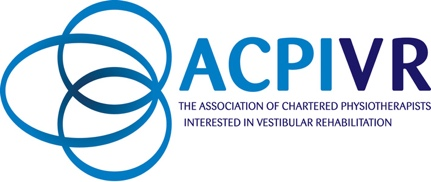 ACPIVR
THE ASSOCIATION OF CHARTERED PHYSIOTHERAPISTS
INTERESTED IN VESTIBULAR REHABILITATION